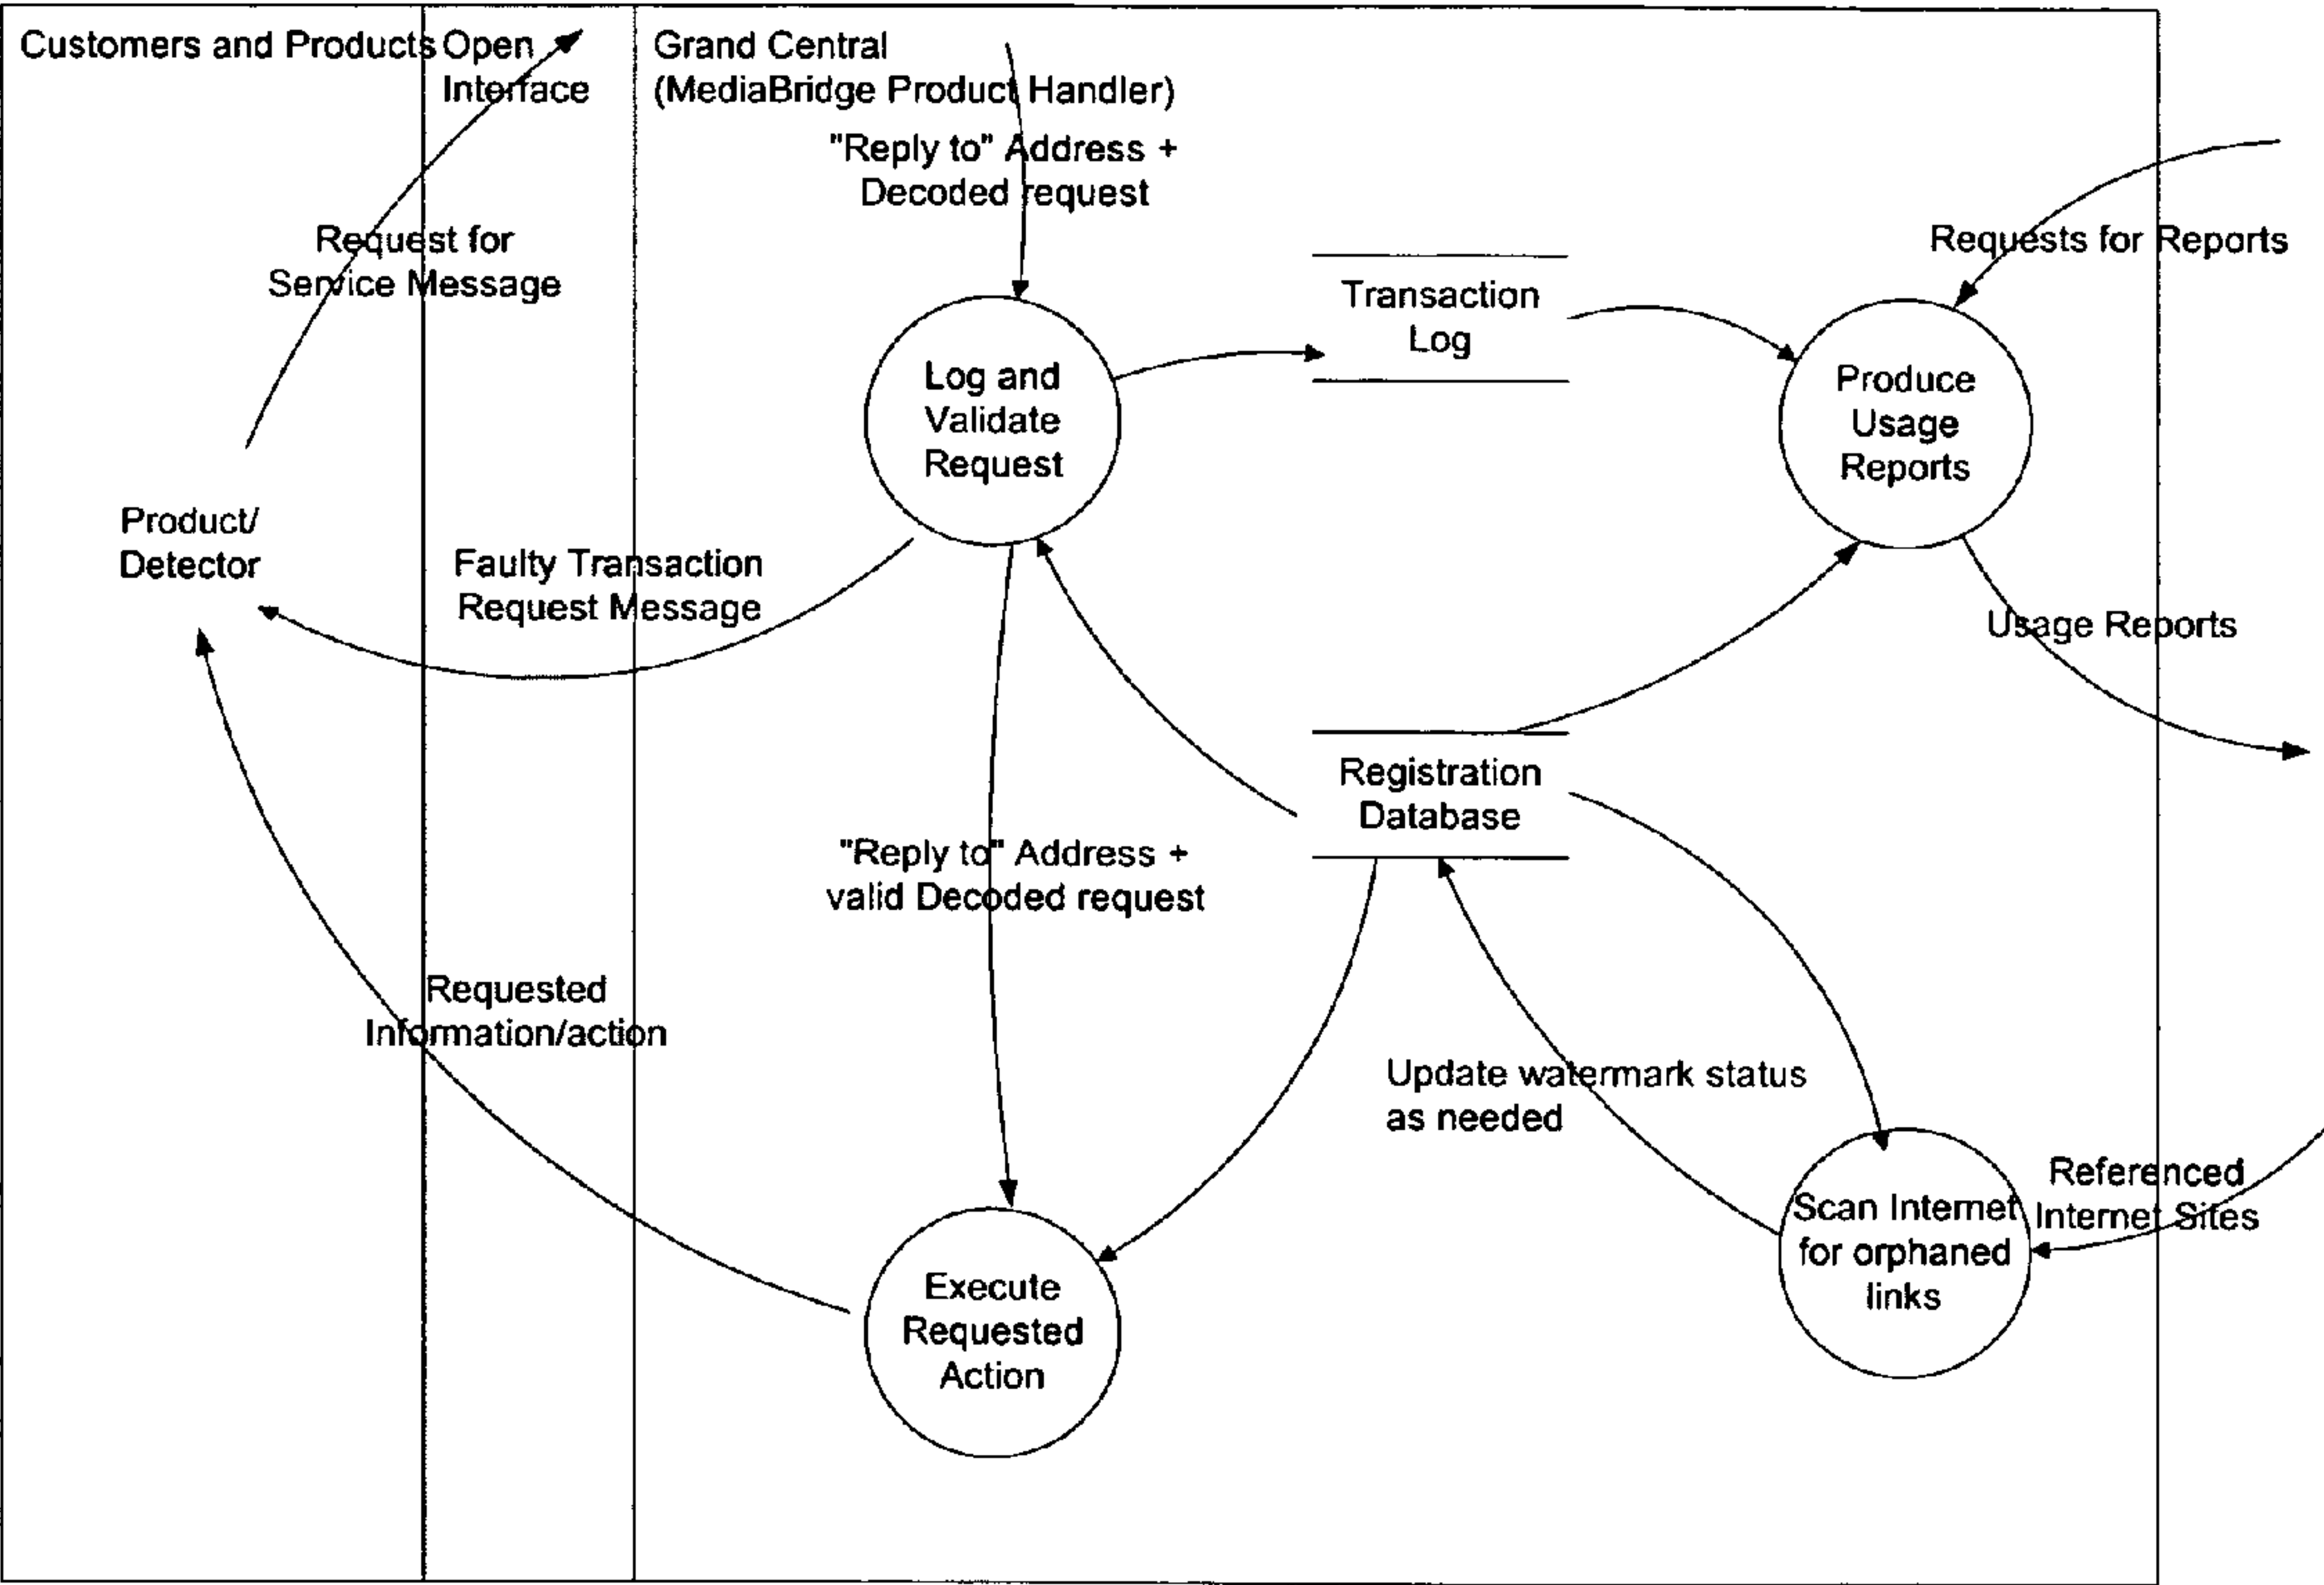 Customers and Products
Open
Interface
Grand Central
(MediaBridge Product Handler)
"Reply to" Address +
Decoded request
Request for
Service Message
Requests for Reports
Transaction
Log
Log and
Validate
Request
Produce
Usage
Reports
Product/
Detector
Faulty Transaction
Request Message
Usage Reports
Registration
Database
"Reply to" Address +
valid Decoded request
Requested
Information/action
Update watermark status
as needed
Referenced
Internet Sites
Scan Internet
for orphaned
links
Execute
Requested
Action